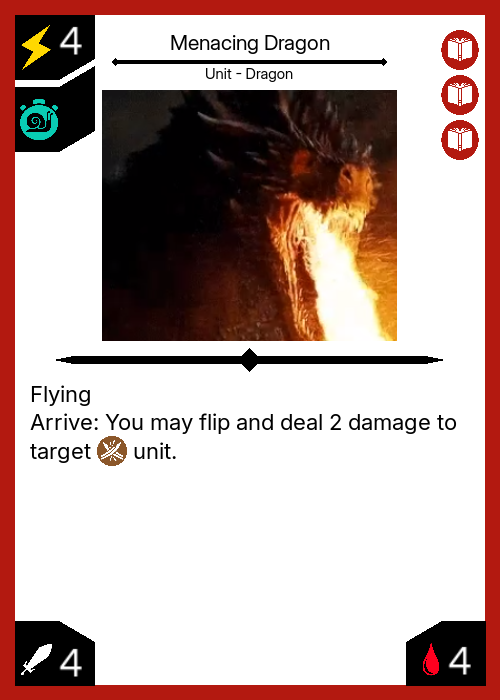 4
Menacing Dragon
Unit - Dragon
Flying
Arrive: You may flip and deal 2 damage to
target unit.
4
4